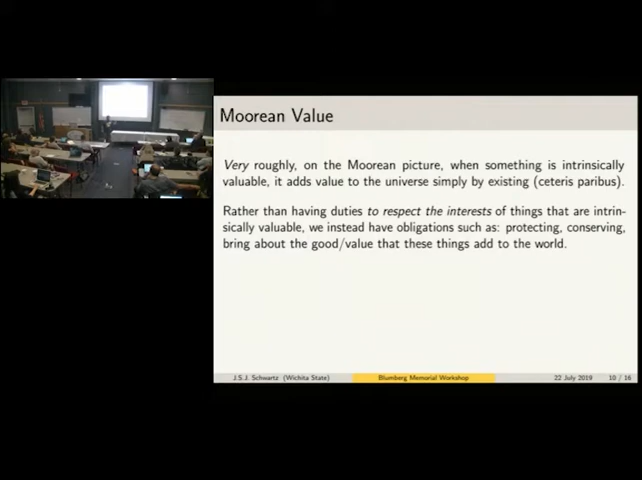 Moorean Value
Very roughly, on the Moorean picture, when something is intrinsically
valuable, it adds value to the universe simply by existing (ceteris paribus).
Rather than having duties to respect the interests of things that are intrin-
sically valuable, we instead have obligations such as: protecting, conserving,
bring about the good/value that these things add to the world.
J.S.J. Schwartz (Wichita State)
Blumberg Memorial Workshop
22 July 2019
10 / 16